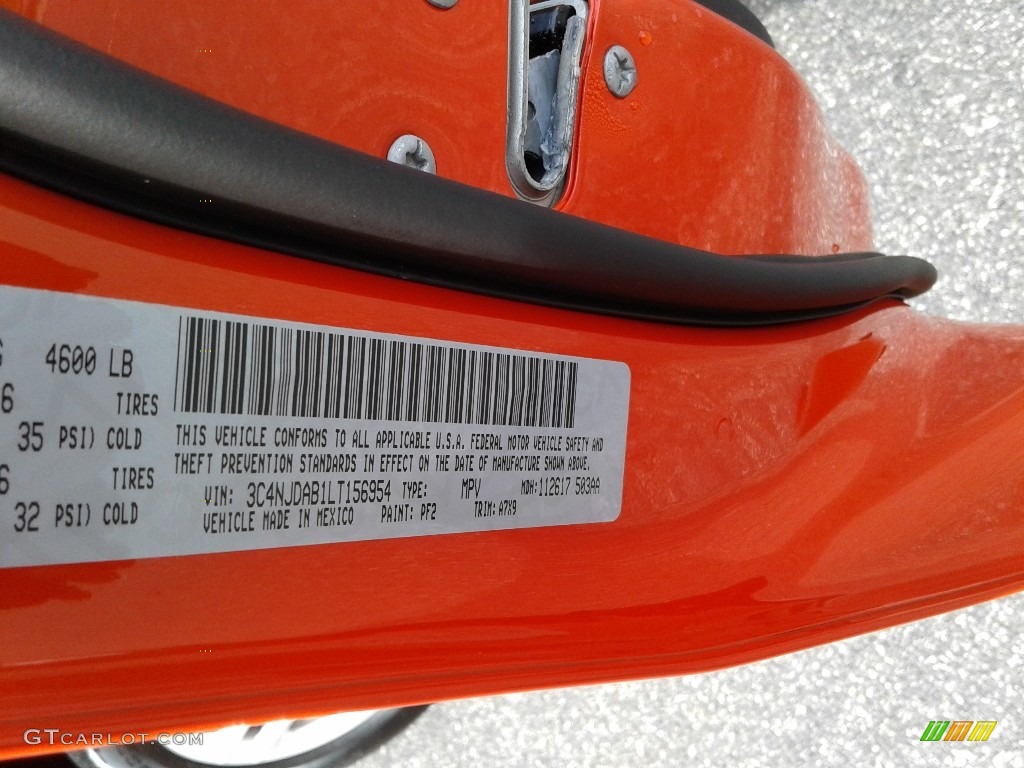 4600 LB
TIRES
35 PSI) COLD
TIRES
32 PSI) COLD
THIS VEHICLE CONFORMS TO ALL APPLICABLE U.S.A. FEDERAL MOTOR VEHICLE SAFETY AND
THEFT PREVENTION STANDARDS IN EFFECT ON THE DATE OF MANUFACTURE SHOWN ABOVE.
VIN: 3C4NJDAB1LT156954 TYPE: MPV MDH: 112617 503AA
VEHICLE MADE IN MEXICO PAINT: PF2 TRIM: A7X9
GTCARLOT.COM